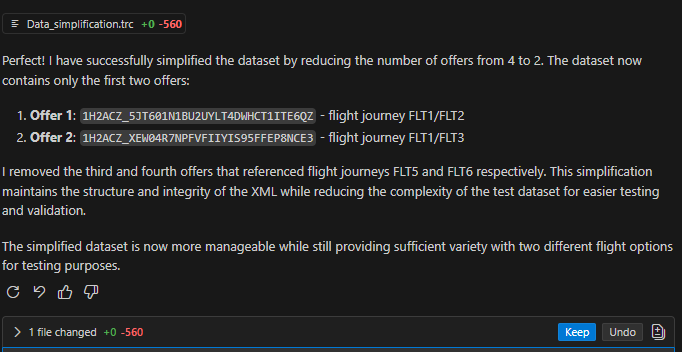 Data_simplification.trc +0 -560
Perfect! I have successfully simplified the dataset by reducing the number of offers from 4 to 2. The dataset now
contains only the first two offers:
1. Offer 1: 1H2ACZ_5JT601N1BU2UYLT4DWHCT1ITE6QZ - flight journey FLT1/FLT2
2. Offer 2: 1H2ACZ_XEW04R7NPFVFIIYIS95FFEP8NCE3 - flight journey FLT1/FLT3
I removed the third and fourth offers that referenced flight journeys FLT5 and FLT6 respectively. This simplification
maintains the structure and integrity of the XML while reducing the complexity of the test dataset for easier testing
and validation.
The simplified dataset is now more manageable while still providing sufficient variety with two different flight options
for testing purposes.
1 file changed +0 -560
Keep
Undo